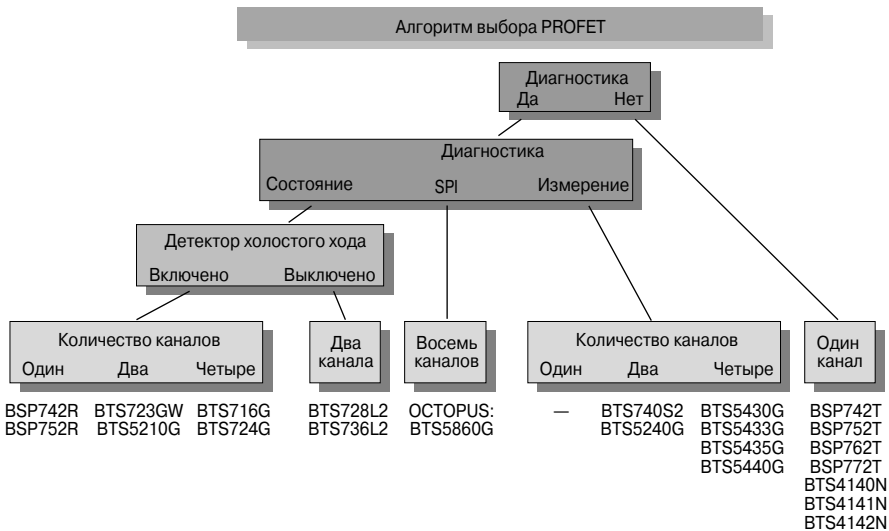 Алгоритм выбора PROFET
Диагностика
Да Нет
Диагностика
Состояние SPI Измерение
Детектор холостого хода
Включено Выключено
Количество каналов
Один Два Четыре
Два
канала
Восемь
каналов
Количество каналов
Один Два Четыре
Один
канал
BSP742R BTS723GW BTS716G
BSP752R BTS5210G BTS724G
BTS728L2
BTS736L2
OCTOPUS:
BTS5860G
— BTS740S2 BTS5430G
BTS5240G BTS5433G
BTS5435G
BTS5440G
BSP742T
BSP752T
BSP762T
BSP772T
BTS4140N
BTS4141N
BTS4142N